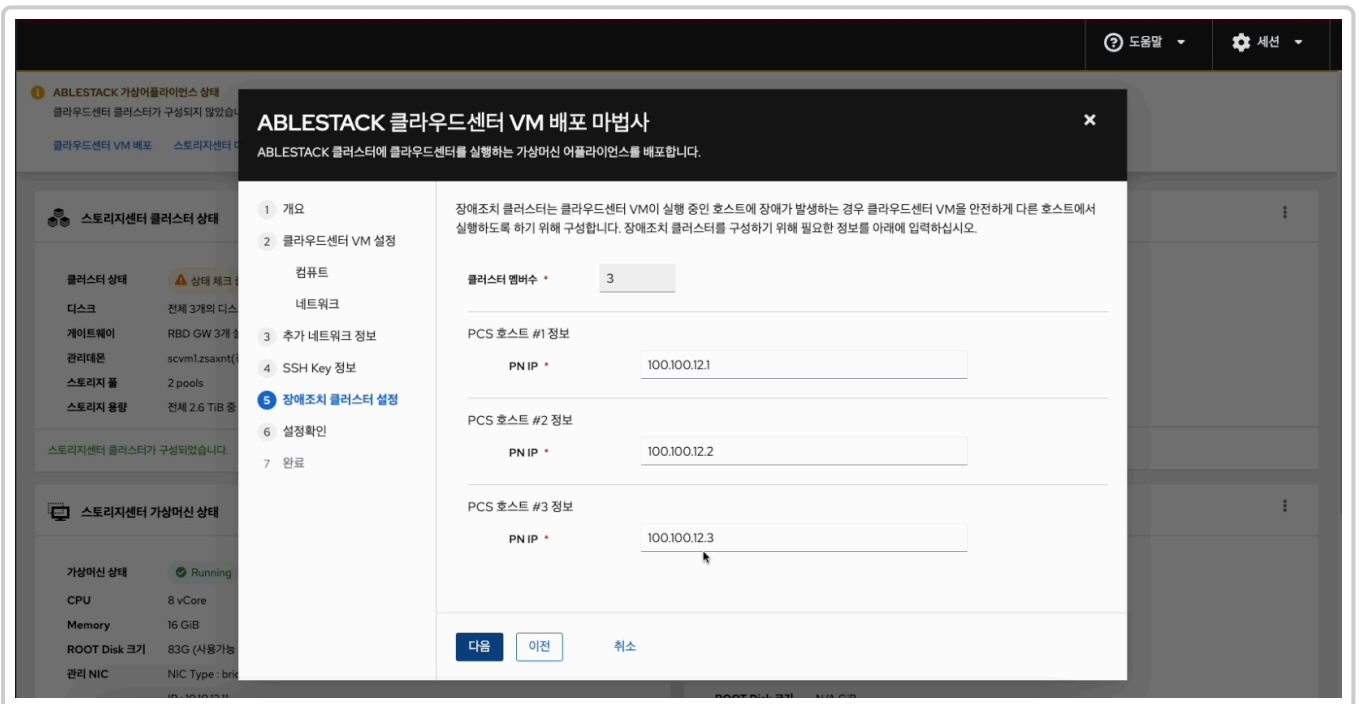 도움말
세션
ABLESTACK 가상어플라이언스 상태
클라우드센터 클러스터가 구성되지 않았습니
클라우드센터 VM 배포 스토리지센터
ABLESTACK 클라우드센터 VM 배포 마법사
ABLESTACK 클러스터에 클라우드센터를 실행하는 가상머신 어플라이언스를 배포합니다.
스토리지센터 클러스터 상태
클러스터 상태 상태 체크
디스크 전체 3개의 디스
게이트웨이 RBD GW 3개
관리데몬 scvm1.zsaxnt(
스토리지 풀 2 pools
스토리지 용량 전체 2.6 TiB 중
스토리지센터 클러스터가 구성되었습니다.
스토리지센터 가상머신 상태
가상머신 상태 Running
CPU 8 vCore
Memory 16 GiB
ROOT Disk 크기 83G (사용가능
관리 NIC NIC Type : bric
IP : 10.10.12.11
1 개요
2 클라우드센터 VM 설정
컴퓨트
네트워크
3 추가 네트워크 정보
4 SSH Key 정보
5 장애조치 클러스터 설정
6 설정확인
7 완료
장애조치 클러스터는 클라우드센터 VM이 실행 중인 호스트에 장애가 발생하는 경우 클라우드센터 VM을 안전하게 다른 호스트에서
실행하도록 하기 위해 구성합니다. 장애조치 클러스터를 구성하기 위해 필요한 정보를 아래에 입력하십시오.
클러스터 멤버수 * 3
PCS 호스트 #1 정보
PN IP * 100.100.12.1
PCS 호스트 #2 정보
PN IP * 100.100.12.2
PCS 호스트 #3 정보
PN IP * 100.100.12.3
다음 이전 취소
ROOT Disk 크기 N/A GiB